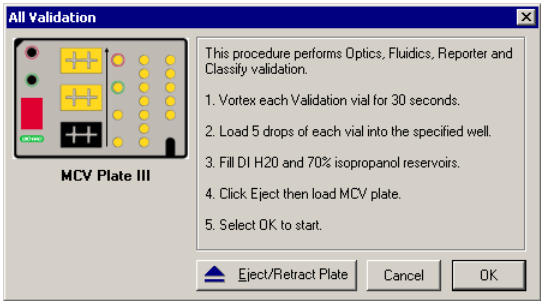 All Validation
This procedure performs Optics, Fluidics, Reporter and
Classify validation.
1. Vortex each Validation vial for 30 seconds.
2. Load 5 drops of each vial into the specified well.
3. Fill DI H20 and 70% isopropanol reservoirs.
4. Click Eject then load MCV plate.
5. Select OK to start.
MCV Plate III
Eject/Retract Plate
Cancel
OK